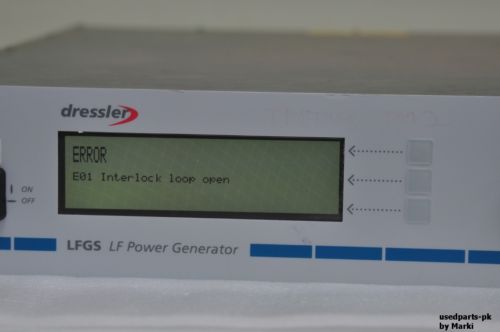 dressler
ERROR
E01 Interlock loop open
ON
OFF
LFGS LF Power Generator
usedparts-pk
by Marki